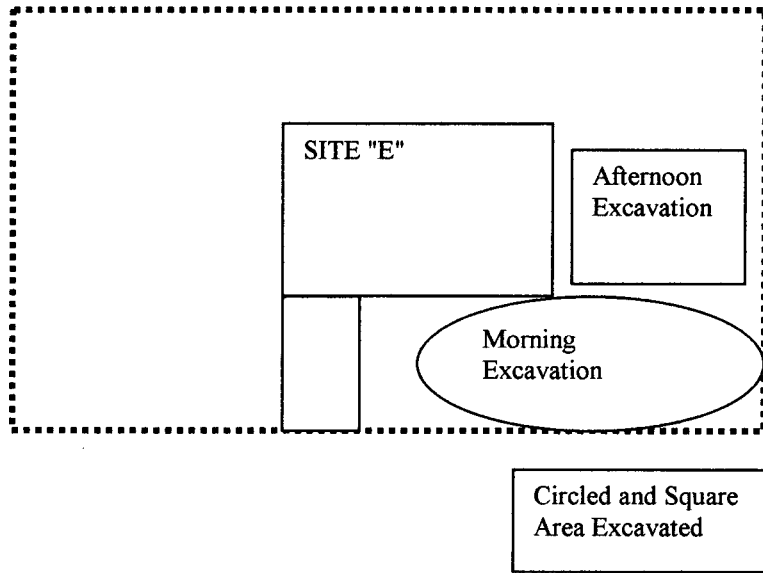 SITE "E"
Afternoon
Excavation
Morning
Excavation
Circled and Square
Area Excavated